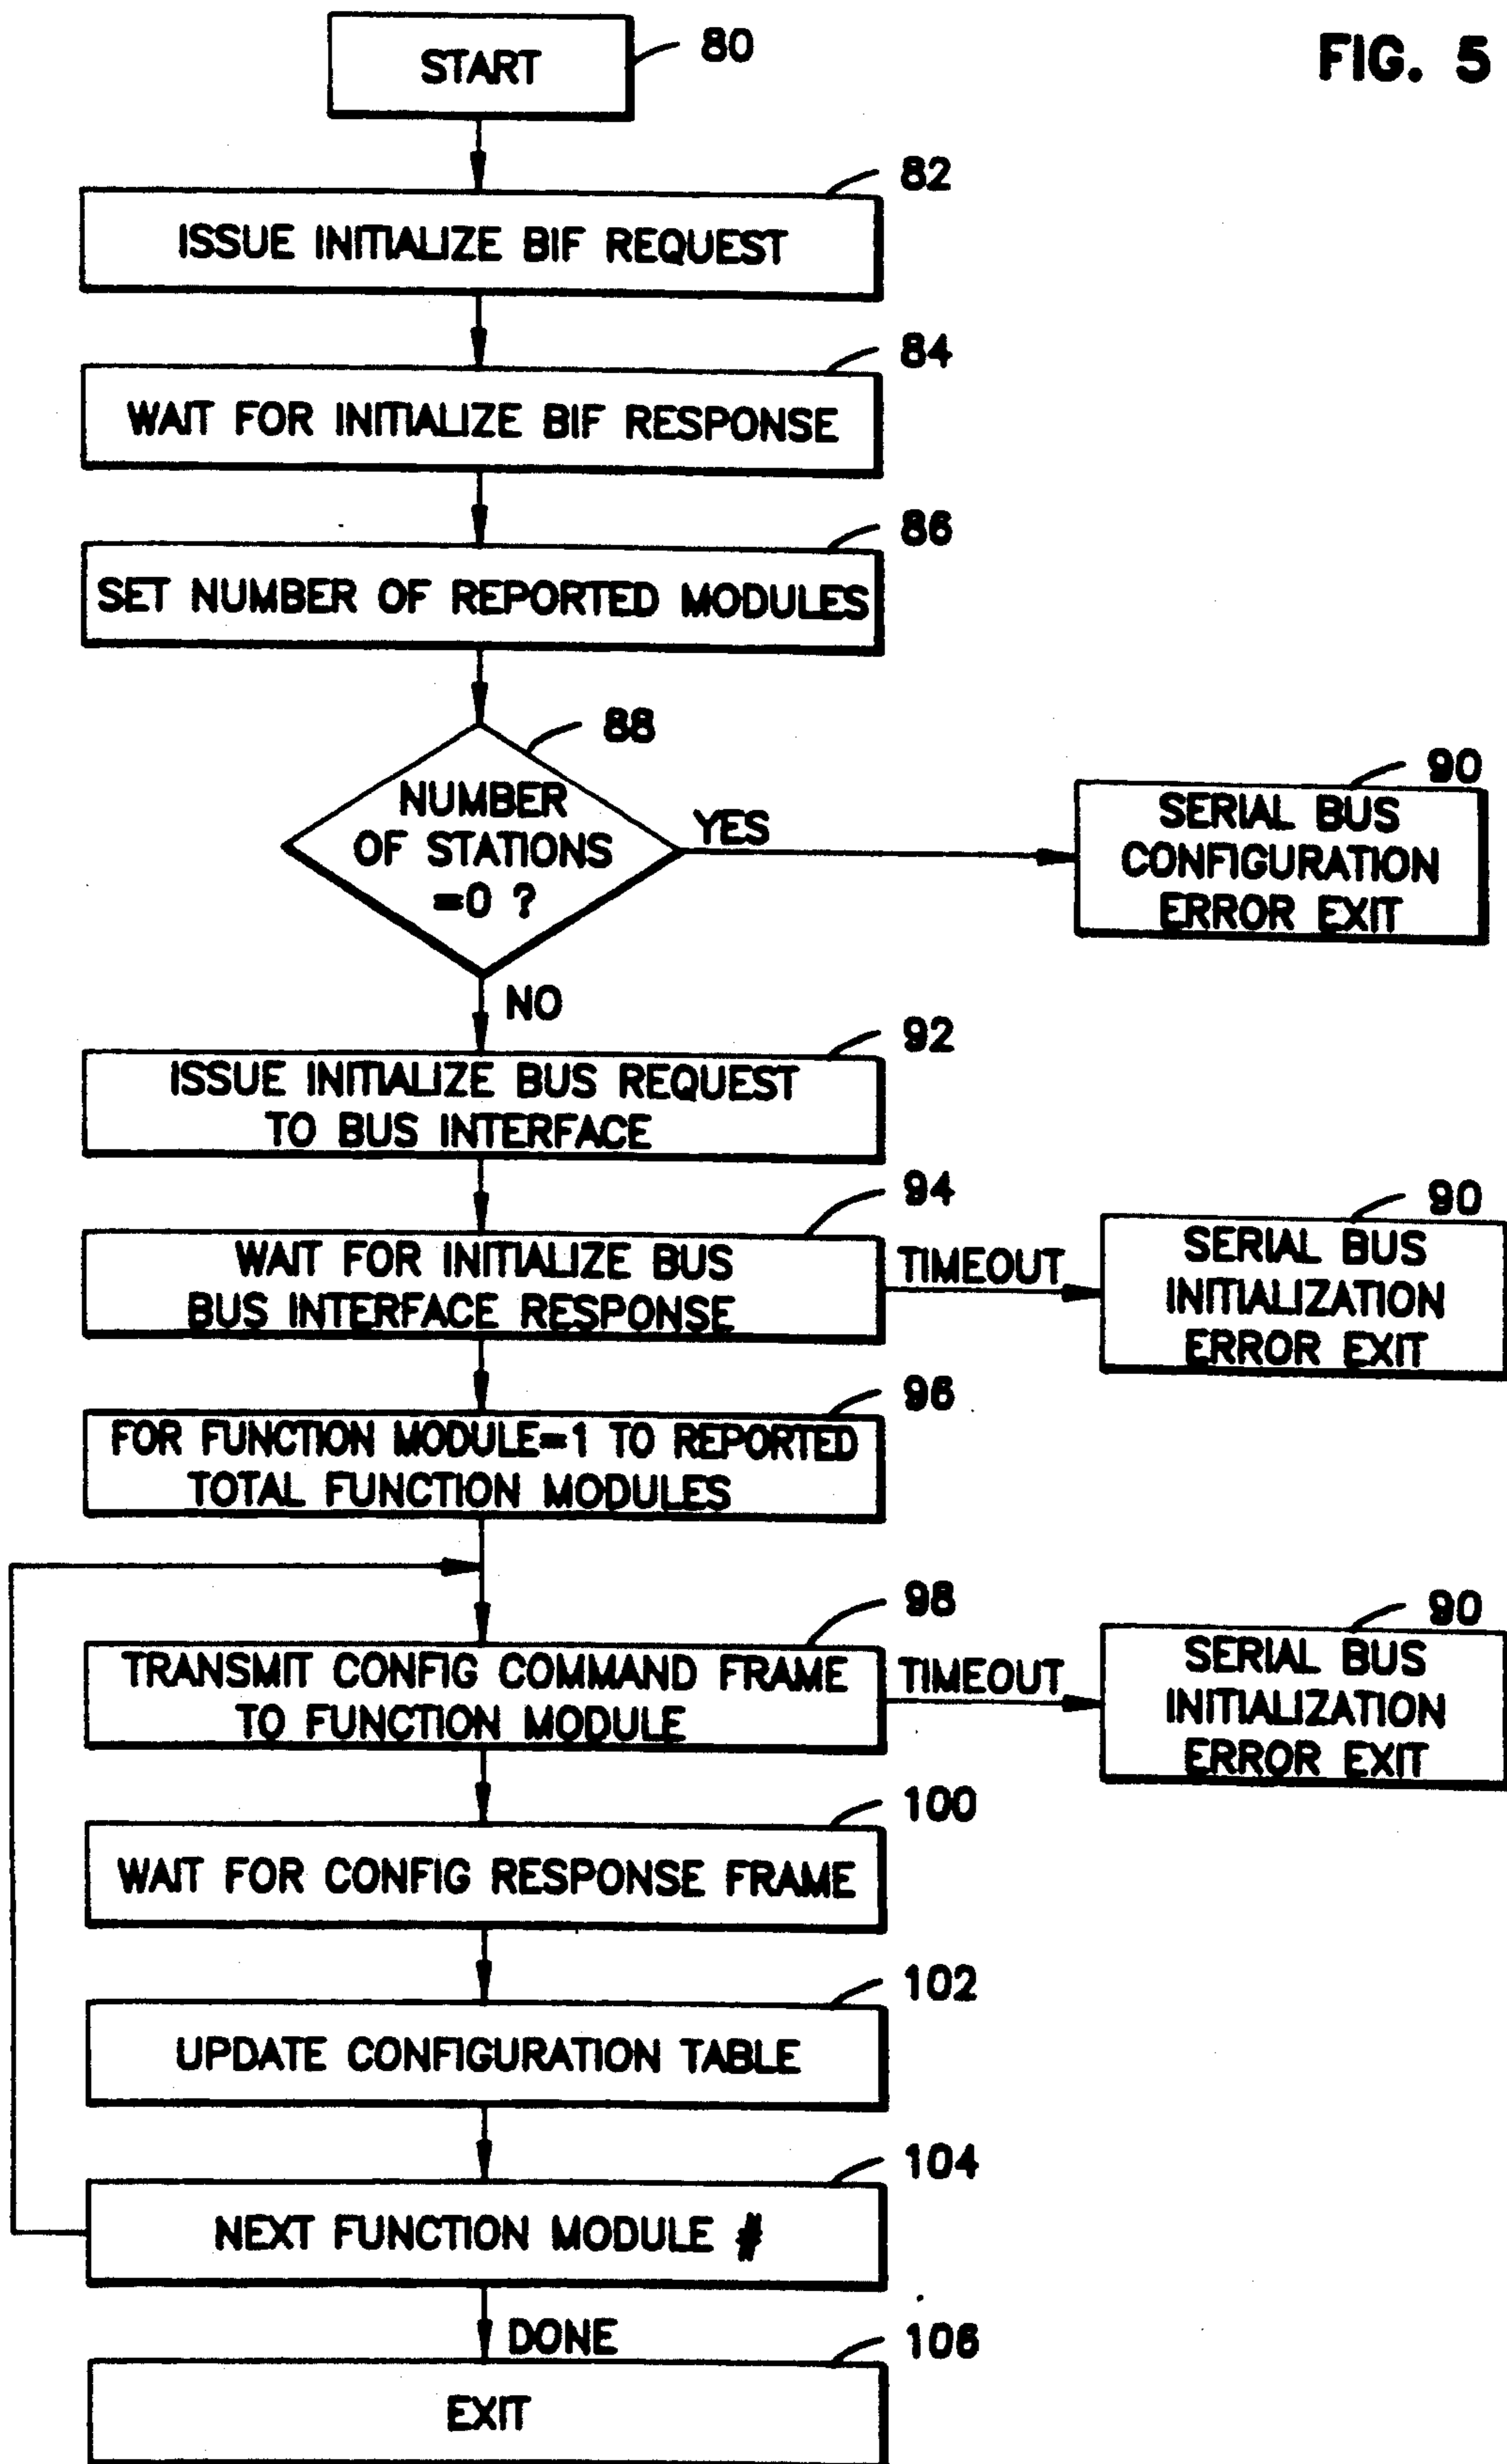 FIG. 5
START
80
82
ISSUE INITIALIZE BIF REQUEST
84
WAIT FOR INITIALIZE BIF RESPONSE
86
SET NUMBER OF REPORTED MODULES
88
NUMBER
OF STATIONS
=0 ?
YES
90
SERIAL BUS
CONFIGURATION
ERROR EXIT
NO
92
ISSUE INITIALIZE BUS REQUEST
TO BUS INTERFACE
94
WAIT FOR INITIALIZE BUS
BUS INTERFACE RESPONSE
TIMEOUT
90
SERIAL BUS
INITIALIZATION
ERROR EXIT
96
FOR FUNCTION MODULE=1 TO REPORTED
TOTAL FUNCTION MODULES
98
TRANSMIT CONFIG COMMAND FRAME
TO FUNCTION MODULE
TIMEOUT
90
SERIAL BUS
INITIALIZATION
ERROR EXIT
100
WAIT FOR CONFIG RESPONSE FRAME
102
UPDATE CONFIGURATION TABLE
104
NEXT FUNCTION MODULE #
DONE
106
EXIT